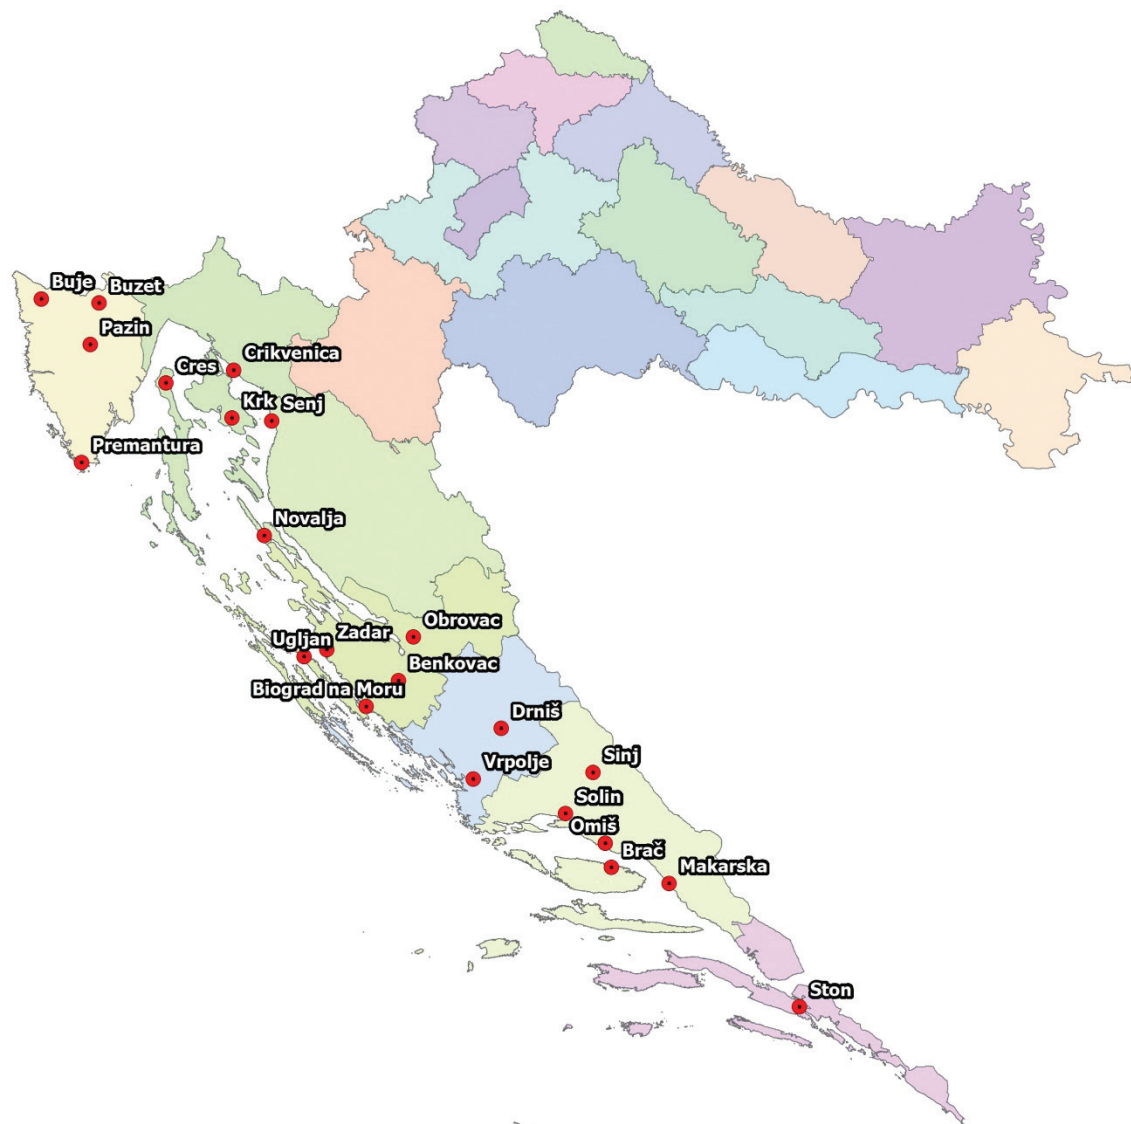 Buje
Buzet
Pazin
Crikvenica
Cres
Krk
Senj
Premantura
Novalja
Obrovac
Zadar
Ugljan
Benkovac
Biograd na Moru
Drniš
Sinj
Vrpolje
Solin
Omiš
Brač
Makarska
Ston